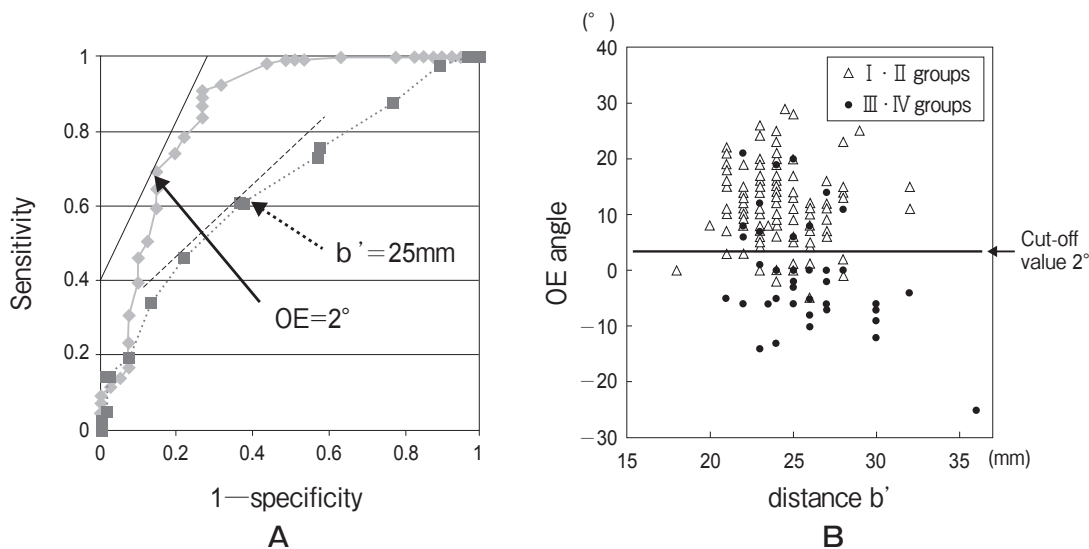 1
0.8
0.6
0.4
0.2
0
0 0.2 0.4 0.6 0.8 1
Sensitivity
1—specificity
b’=25mm
OE=2°
A
(°)
40
30
20
10
0
−10
−20
−30
15 20 25 30 35 (mm)
OE angle
distance b’
△ Ⅰ・Ⅱ groups
● Ⅲ・Ⅳ groups
Cut-off
value 2°
B